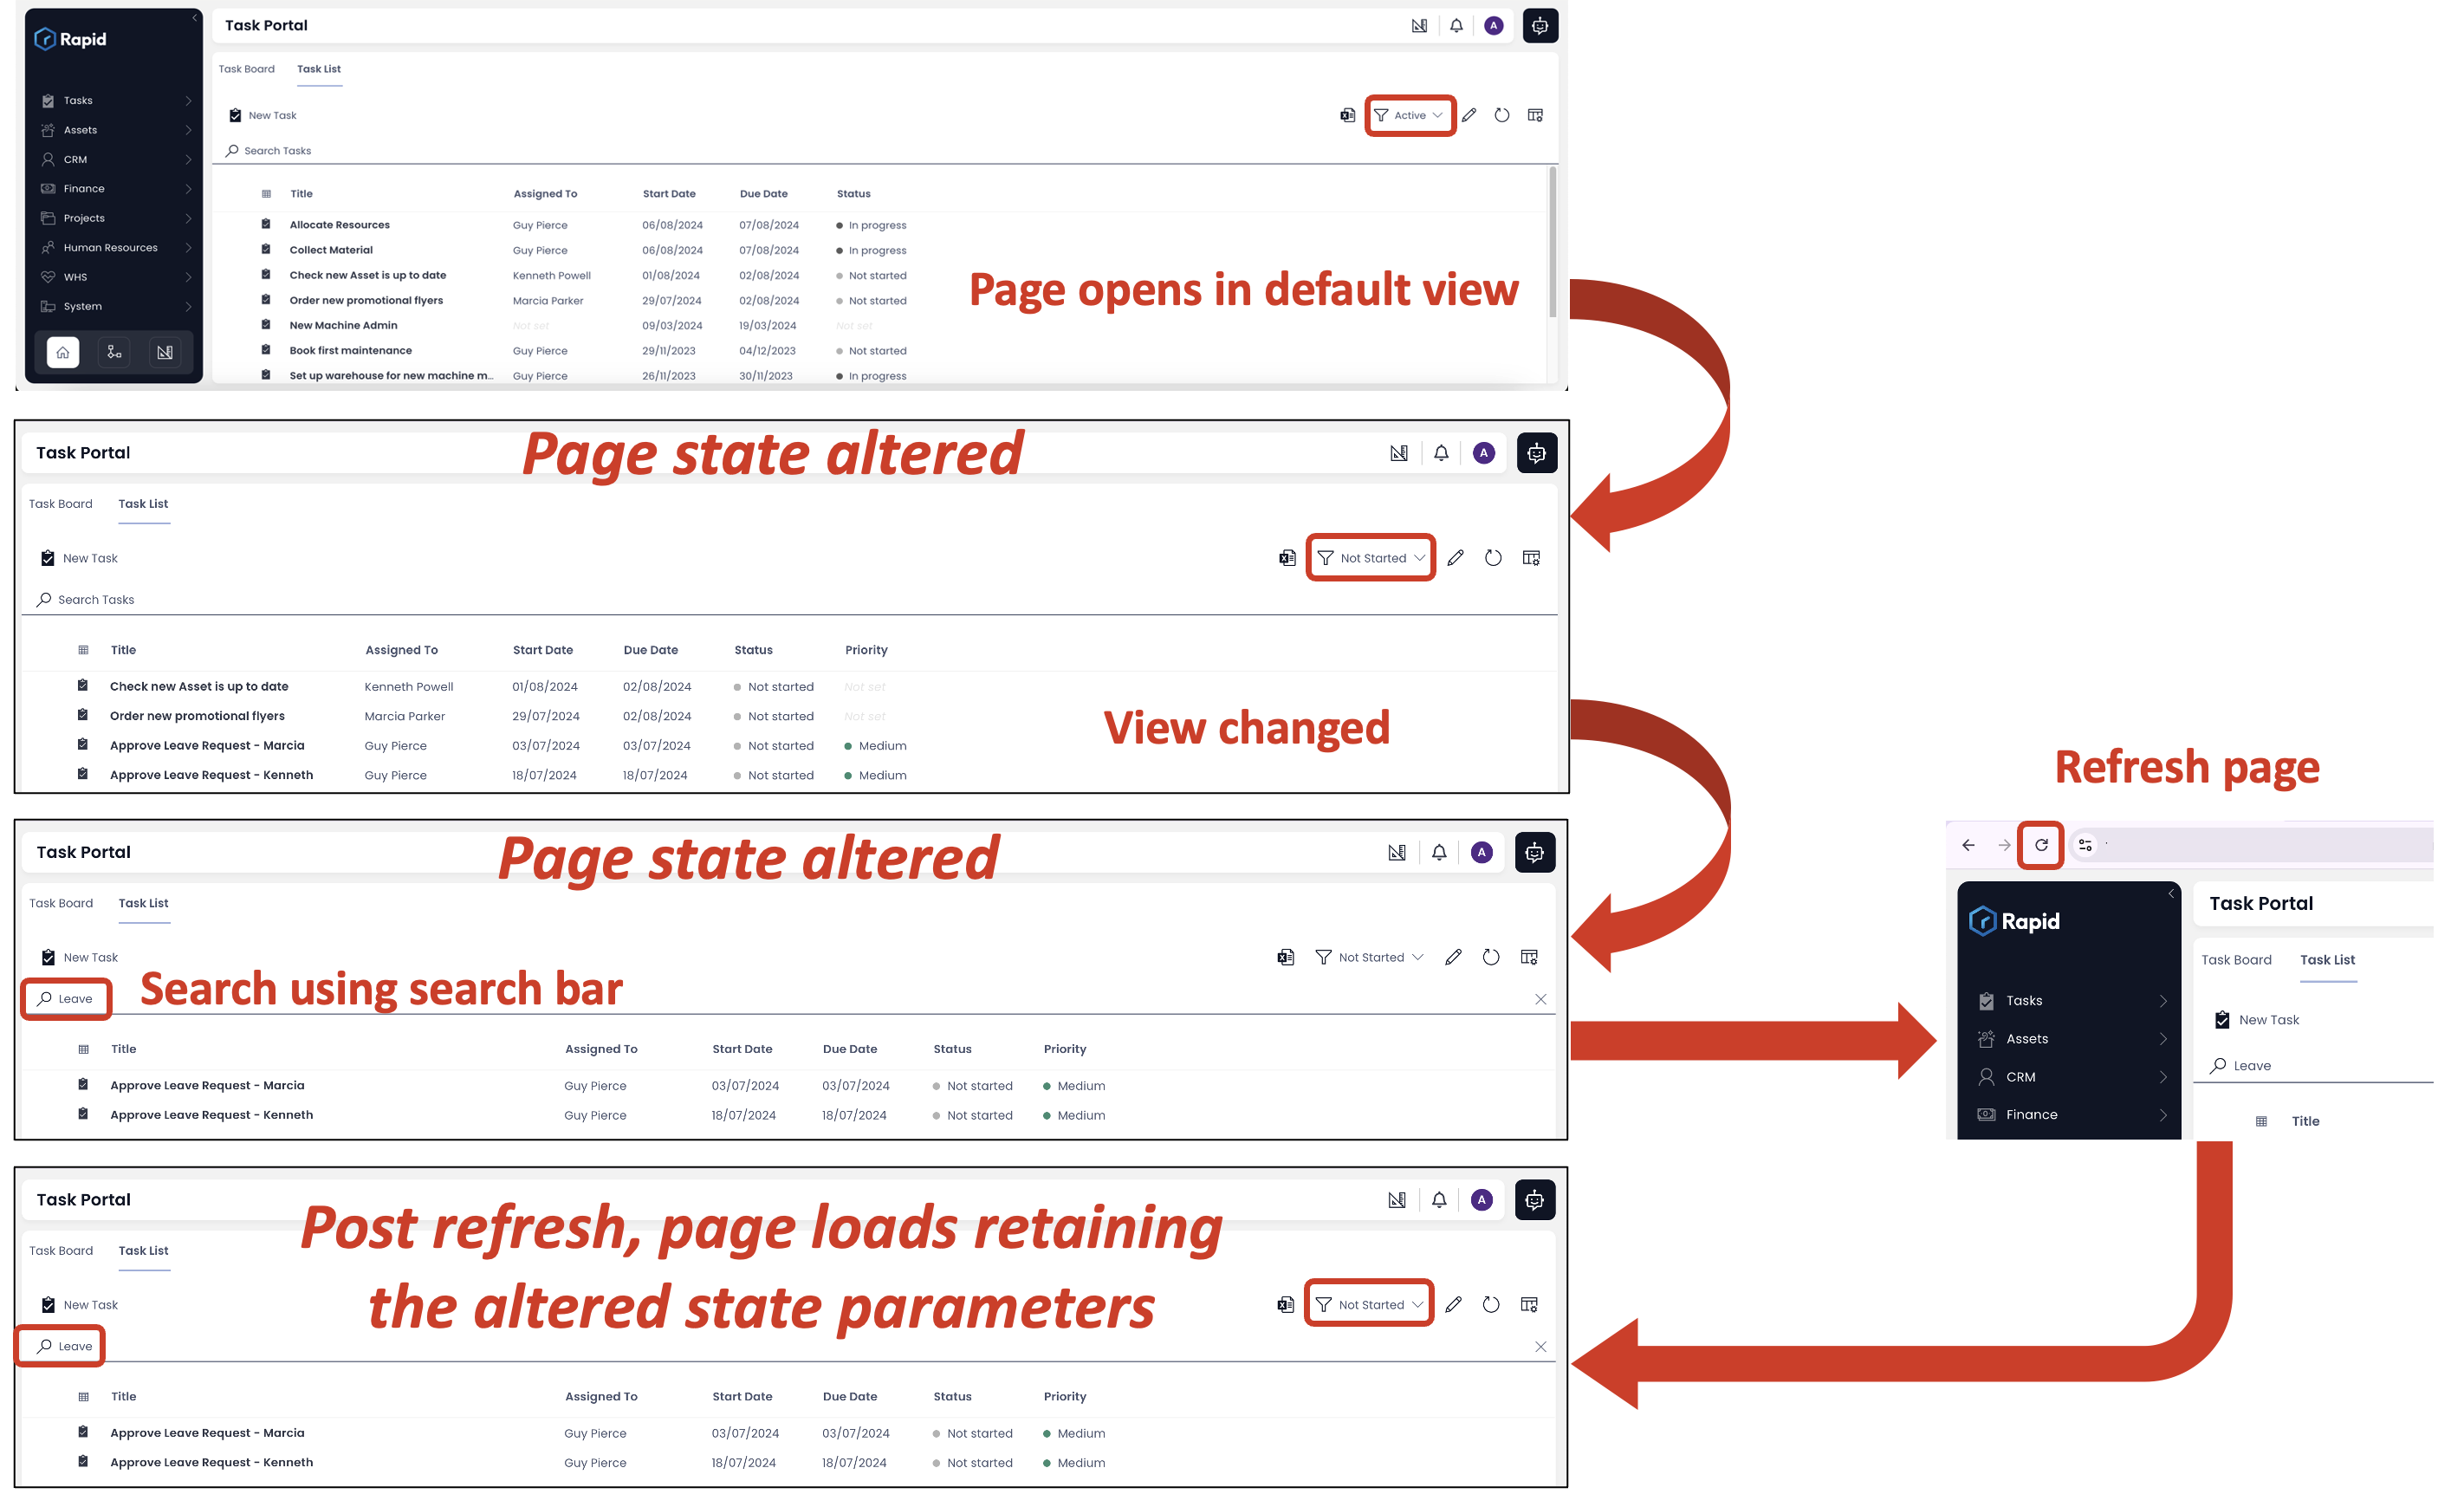 Rapid
Task Portal
A
Task Board Task List
Tasks
Assets
CRM
Finance
Projects
Human Resources
WHS
System
New Task
Active
Search Tasks
Title Assigned To Start Date Due Date Status
Allocate Resources Guy Pierce 06/08/2024 07/08/2024 In progress
Collect Material Guy Pierce 06/08/2024 07/08/2024 In progress
Check new Asset is up to date Kenneth Powell 01/08/2024 02/08/2024 Not started
Order new promotional flyers Marcia Parker 29/07/2024 02/08/2024 Not started
New Machine Admin Not set 09/03/2024 19/03/2024 Not set
Book first maintenance Guy Pierce 29/11/2023 04/12/2023 Not started
Set up warehouse for new machine m... Guy Pierce 26/11/2023 30/11/2023 In progress
Page opens in default view
Task Portal
Page state altered
A
Task Board Task List
New Task
Not Started
Search Tasks
Title Assigned To Start Date Due Date Status Priority
Check new Asset is up to date Kenneth Powell 01/08/2024 02/08/2024 Not started Not set
Order new promotional flyers Marcia Parker 29/07/2024 02/08/2024 Not started Not set
Approve Leave Request - Marcia Guy Pierce 03/07/2024 03/07/2024 Not started Medium
Approve Leave Request - Kenneth Guy Pierce 18/07/2024 18/07/2024 Not started Medium
View changed
Task Portal
Page state altered
A
Task Board Task List
New Task
Not Started
Leave
Search using search bar
Title Assigned To Start Date Due Date Status Priority
Approve Leave Request - Marcia Guy Pierce 03/07/2024 03/07/2024 Not started Medium
Approve Leave Request - Kenneth Guy Pierce 18/07/2024 18/07/2024 Not started Medium
Refresh page
Rapid
Tasks
Assets
CRM
Finance
Task Portal
Task Board Task List
New Task
Leave
Title
Task Portal
A
Post refresh, page loads retaining
the altered state parameters
Task Board Task List
New Task
Not Started
Leave
Title Assigned To Start Date Due Date Status Priority
Approve Leave Request - Marcia Guy Pierce 03/07/2024 03/07/2024 Not started Medium
Approve Leave Request - Kenneth Guy Pierce 18/07/2024 18/07/2024 Not started Medium